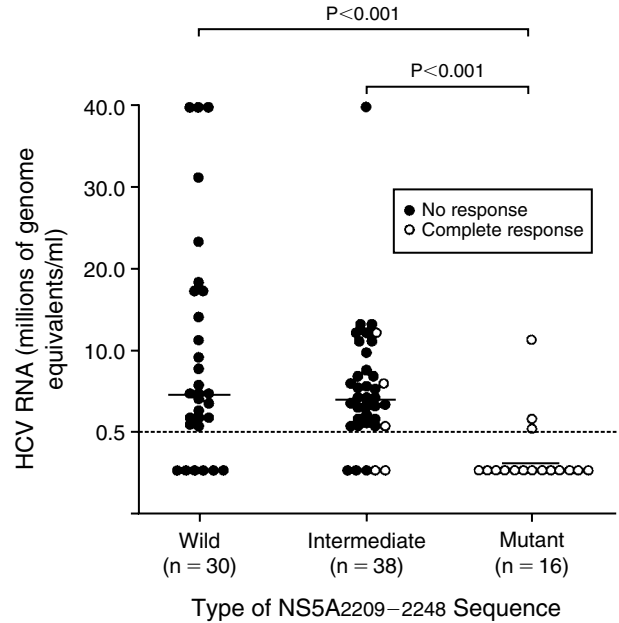 P<0.001
P<0.001
HCV RNA (millions of genome
equivalents/ml)
40.0
30.0
20.0
10.0
0.5
No response
Complete response
Wild
(n = 30)
Intermediate
(n = 38)
Mutant
(n = 16)
Type of NS5A2209–2248 Sequence